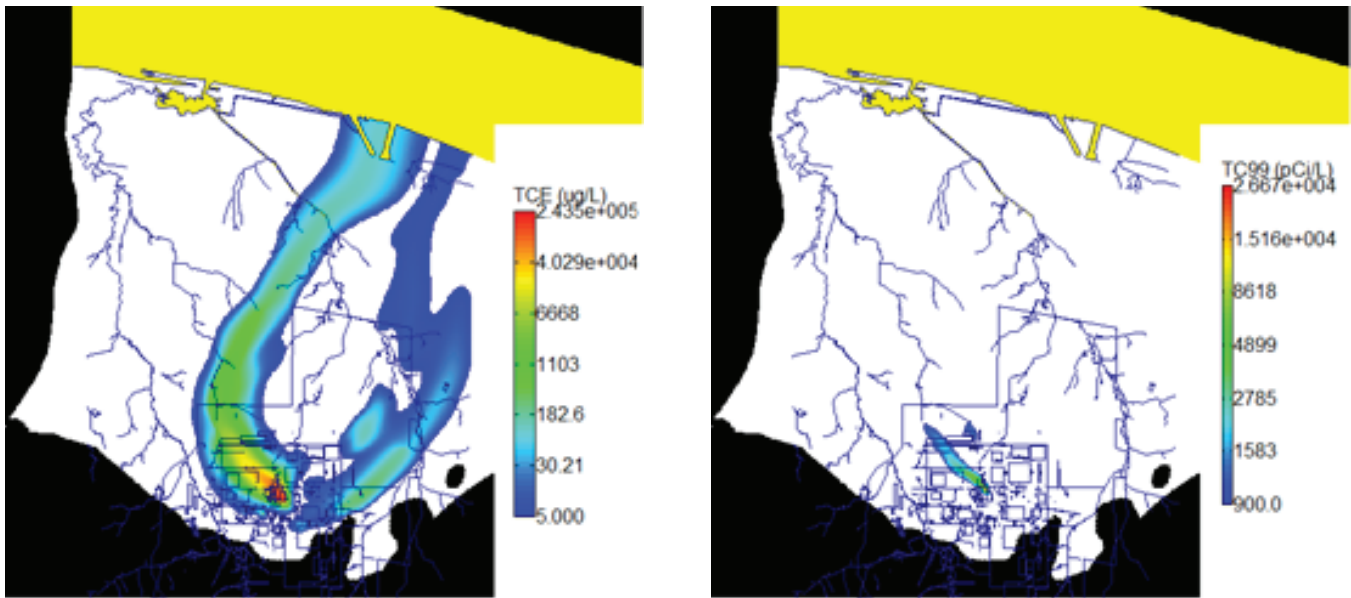 TCE (ug/L)
2.435e+005
4.029e+004
6668
1103
182.6
30.21
5.000
TC99 (pCi/L)
2.667e+004
1.516e+004
8618
4899
2785
1583
900.0